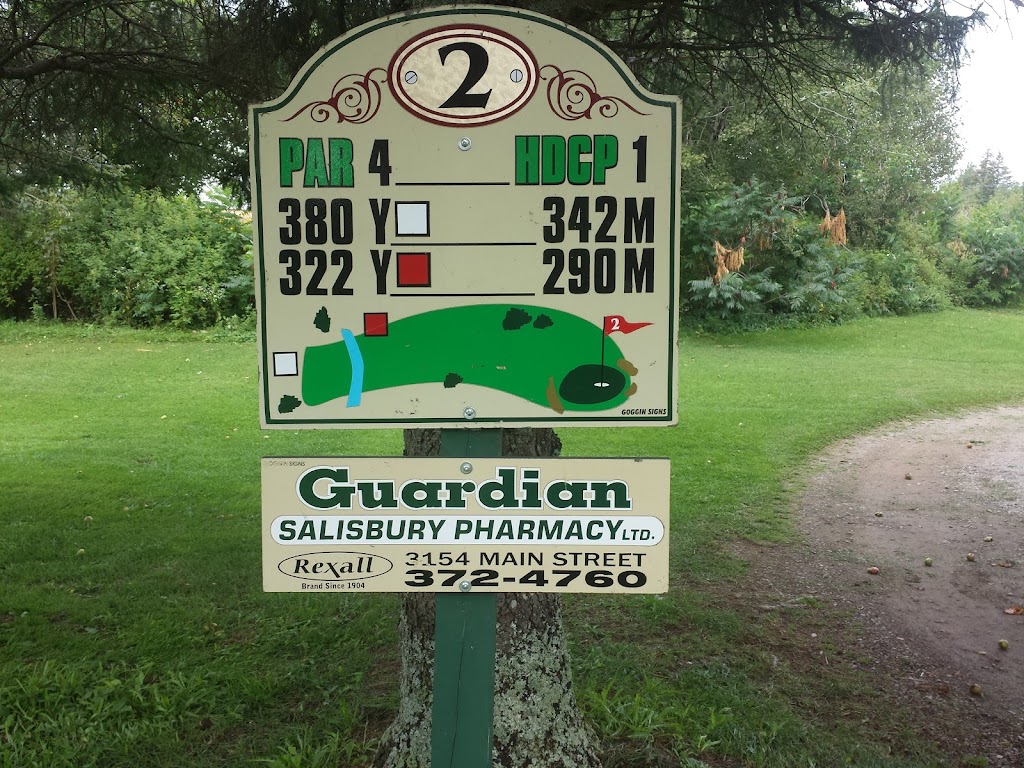 2
PAR 4 HDCP 1
380 Y 342 M
322 Y 290 M
2
GOGGIN SIGNS
Guardian
SALISBURY PHARMACY LTD.
Rexall
Brand Since 1904
3154 MAIN STREET
372-4760